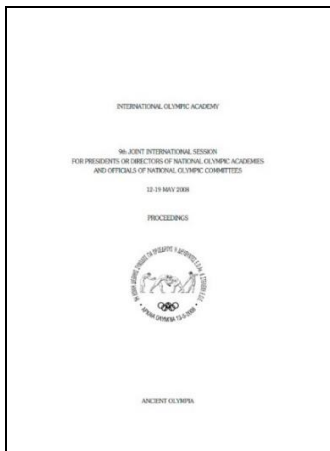 INTERNATIONAL OLYMPIC ACADEMY
9th JOINT INTERNATIONAL SESSION
FOR PRESIDENTS OR DIRECTORS OF NATIONAL OLYMPIC ACADEMIES
AND OFFICIALS OF NATIONAL OLYMPIC COMMITTEES
12-19 MAY 2008
PROCEEDINGS
ANCIENT OLYMPIA